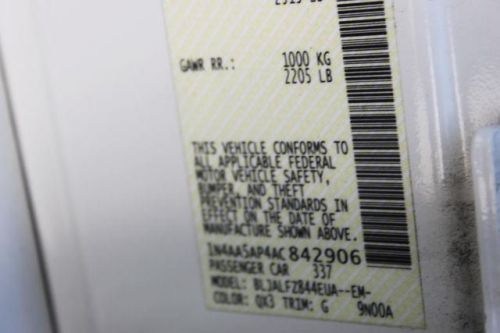 GAWR RR.: 1000 KG
2205 LB
THIS VEHICLE CONFORMS TO
ALL APPLICABLE FEDERAL
MOTOR VEHICLE SAFETY,
BUMPER, AND THEFT
PREVENTION STANDARDS IN
EFFECT ON THE DATE OF
MANUFACTURE SHOWN ABOVE.
1N4AA5AP4AC842906
PASSENGER CAR 337
MODEL: BLJALFZ844EUA--EM-
COLOR: QX3 TRIM: G 9N00A